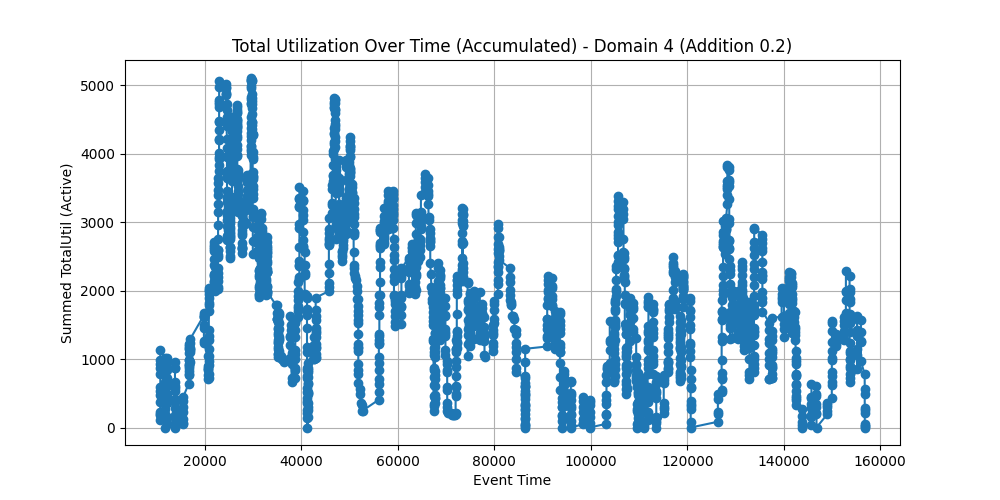 Total Utilization Over Time (Accumulated) - Domain 4 (Addition 0.2)
Summed TotalUtil (Active)
5000
4000
3000
2000
1000
0
20000 40000 60000 80000 100000 120000 140000 160000
Event Time